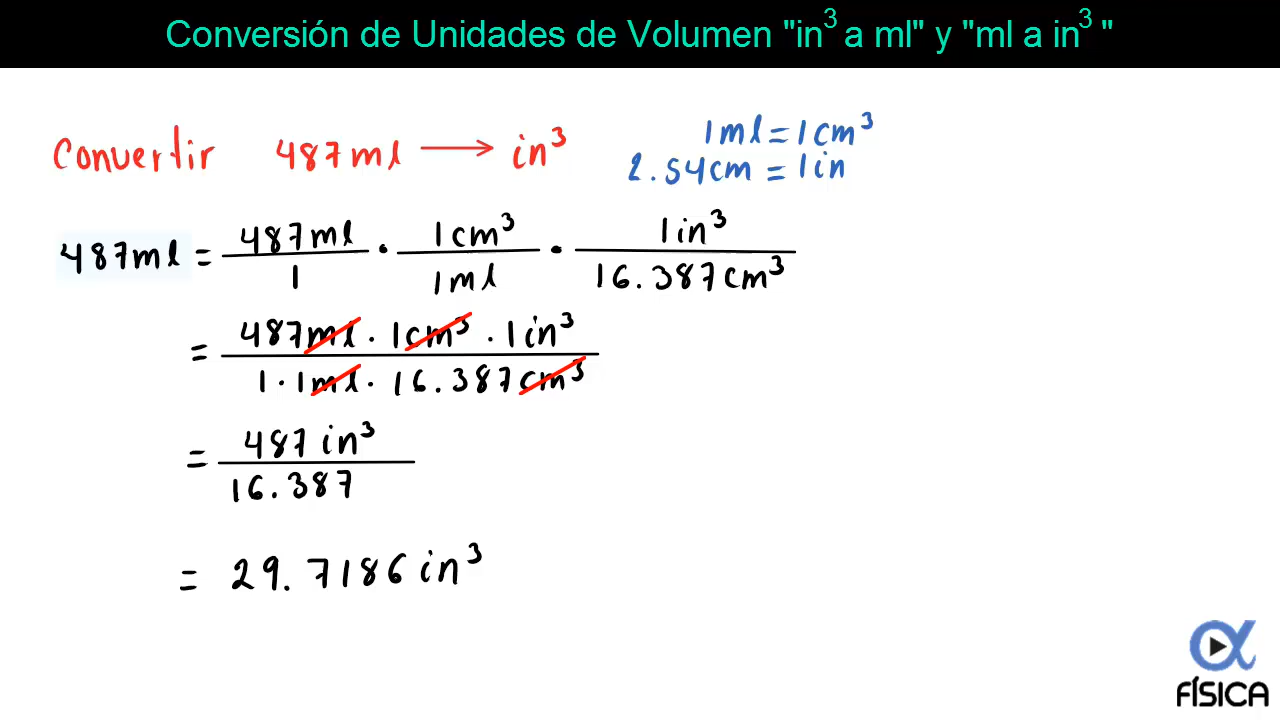 Conversión de Unidades de Volumen "in³ a ml" y "ml a in³ "
Convertir 487ml → in³
1ml = 1cm³
2.54cm = 1in
487ml = 487ml/1 · 1cm³/1ml · 1in³/16.387cm³
= 487ml · 1cm³ · 1in³ / 1 · 1ml · 16.387cm³
= 487 in³ / 16.387
= 29.7186 in³
FÍSICA